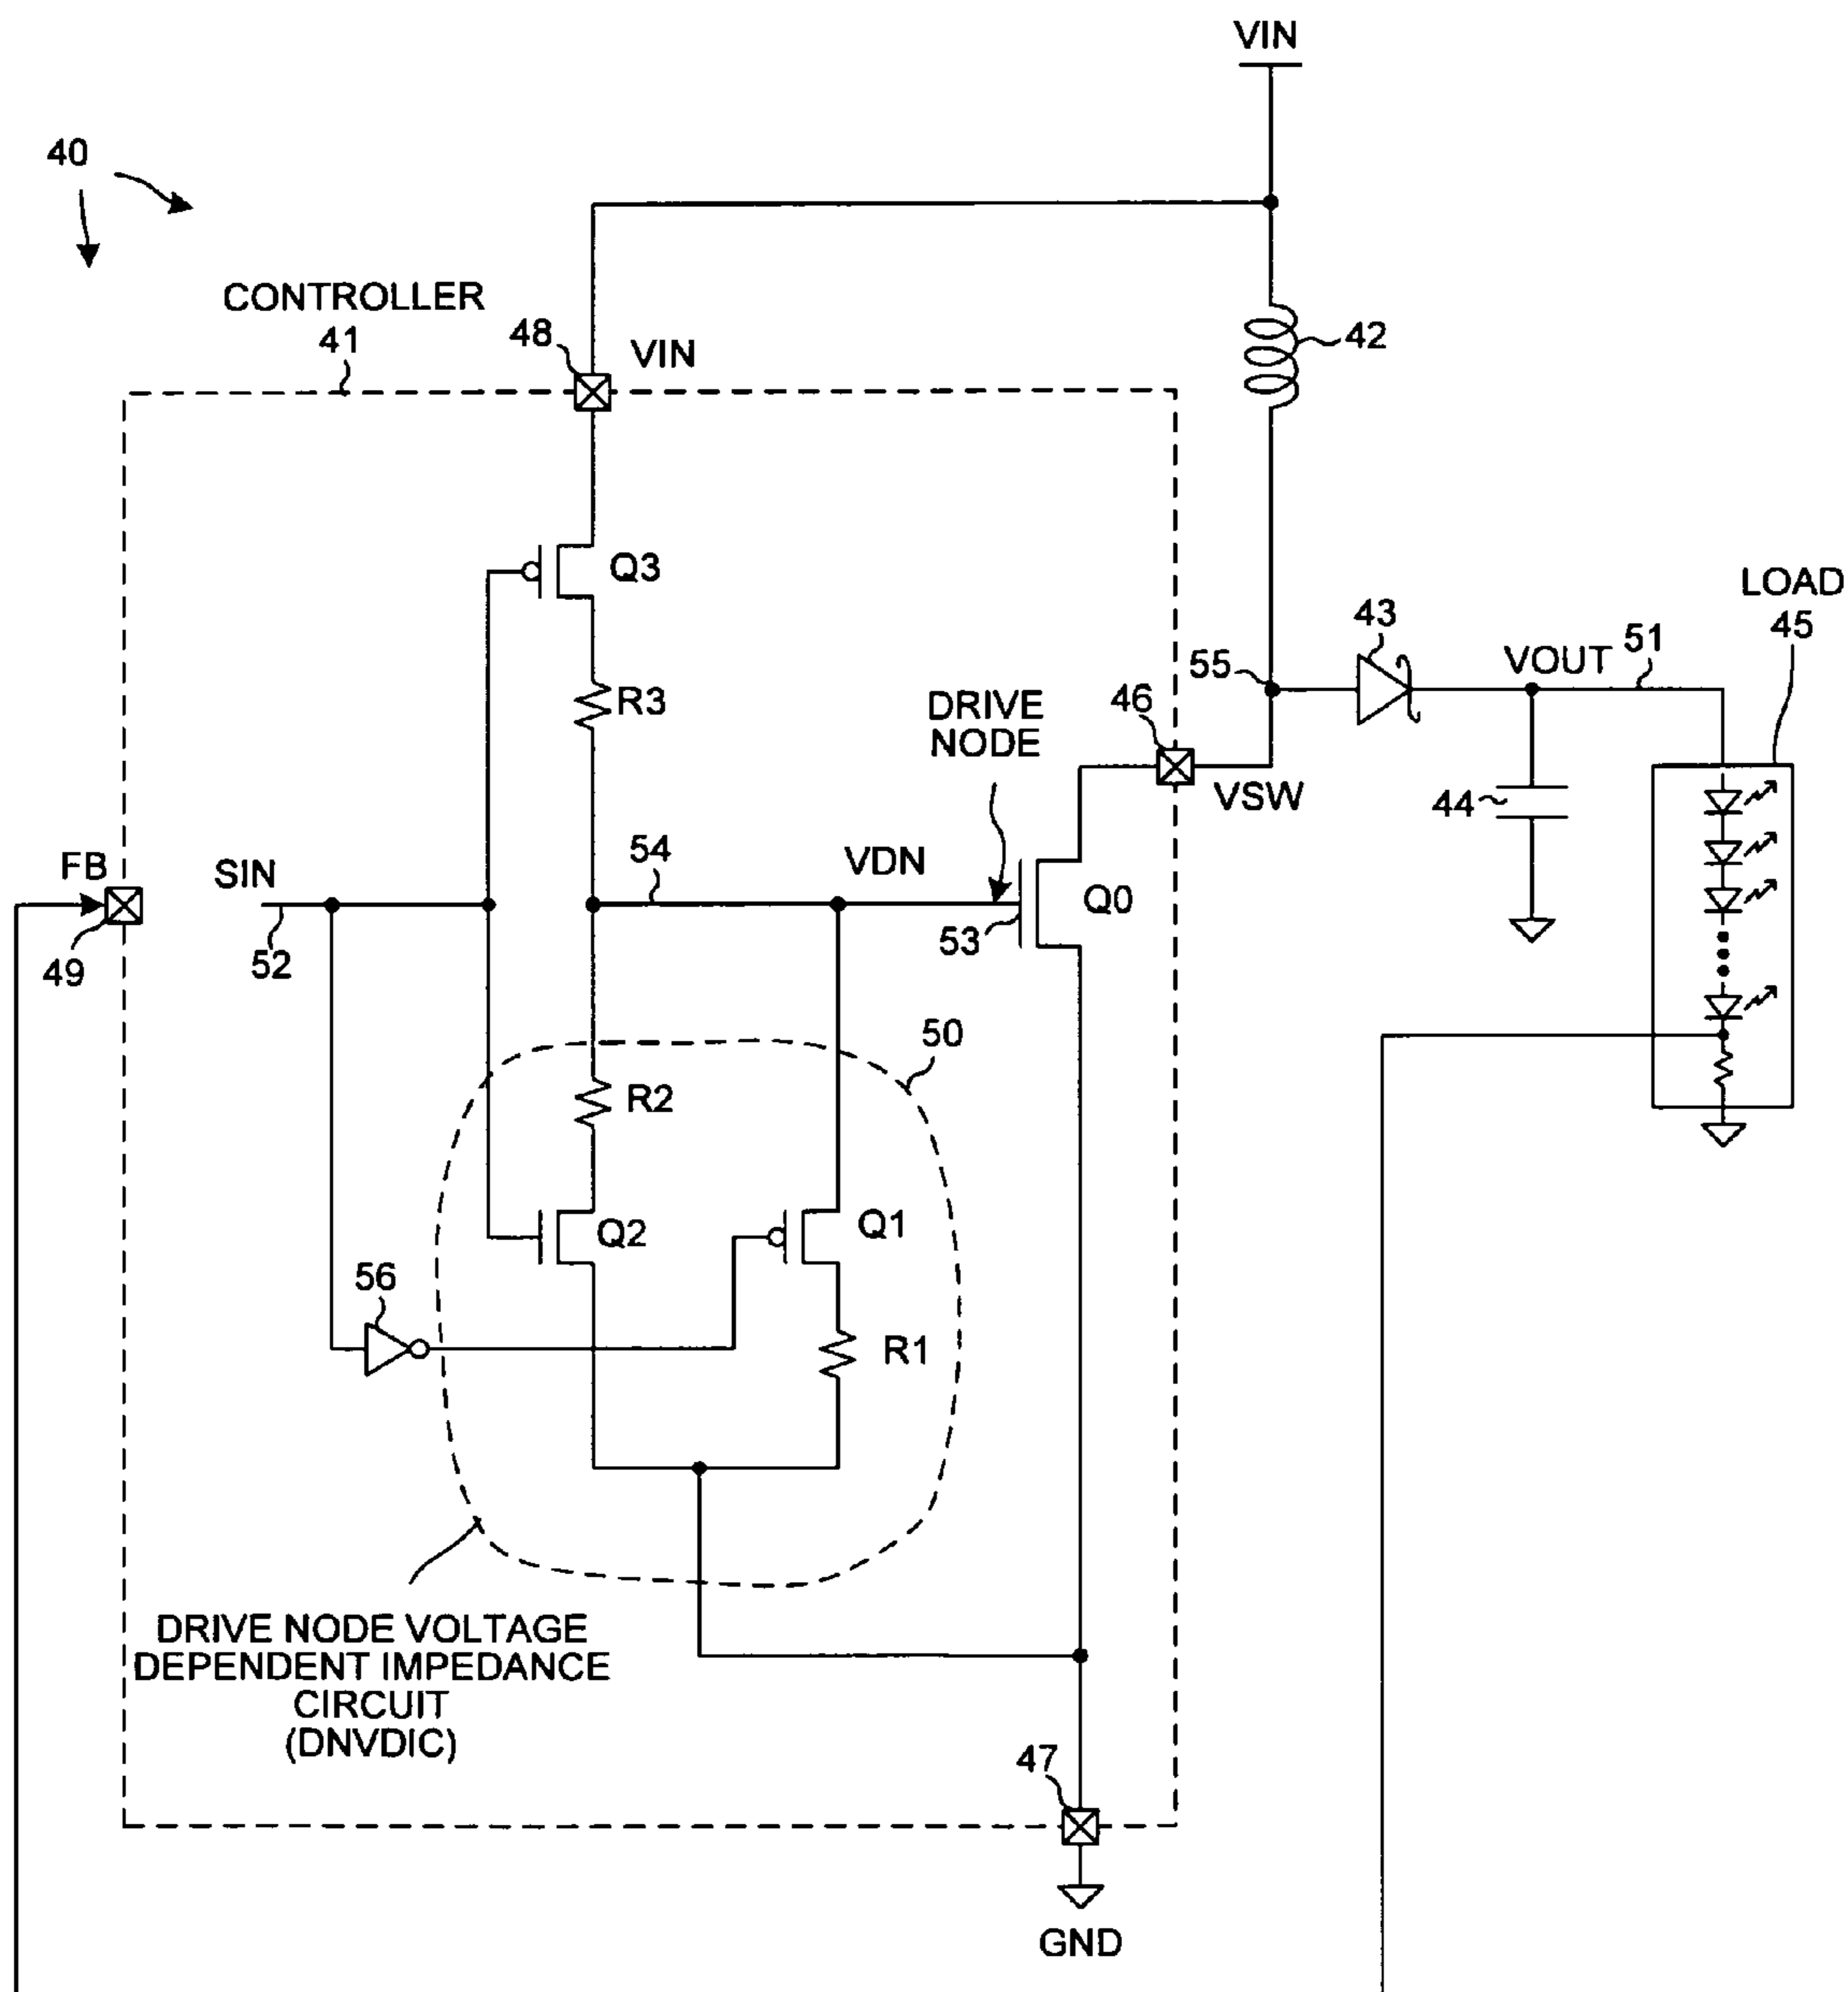 VIN
40
CONTROLLER
41
48
VIN
42
Q3
LOAD
45
43
R3
55
VOUT
51
DRIVE
NODE
46
VSW
44
FB
SIN
54
VDN
Q0
49
52
53
50
R2
Q2
Q1
56
R1
DRIVE NODE VOLTAGE
DEPENDENT IMPEDANCE
CIRCUIT
(DNVDIC)
47
GND